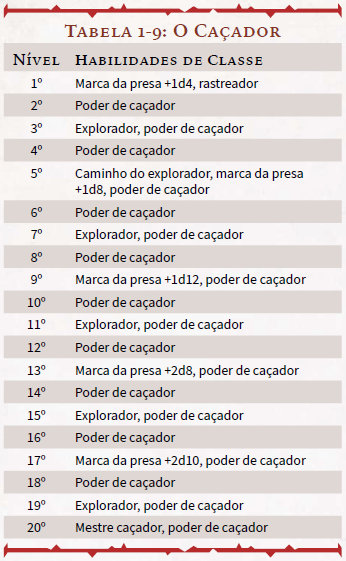 Tabela 1-9: O Caçador
Nível Habilidades de Classe
1º Marca da presa +1d4, rastreador
2º Poder de caçador
3º Explorador, poder de caçador
4º Poder de caçador
5º Caminho do explorador, marca da presa
+1d8, poder de caçador
6º Poder de caçador
7º Explorador, poder de caçador
8º Poder de caçador
9º Marca da presa +1d12, poder de caçador
10º Poder de caçador
11º Explorador, poder de caçador
12º Poder de caçador
13º Marca da presa +2d8, poder de caçador
14º Poder de caçador
15º Explorador, poder de caçador
16º Poder de caçador
17º Marca da presa +2d10, poder de caçador
18º Poder de caçador
19º Explorador, poder de caçador
20º Mestre caçador, poder de caçador